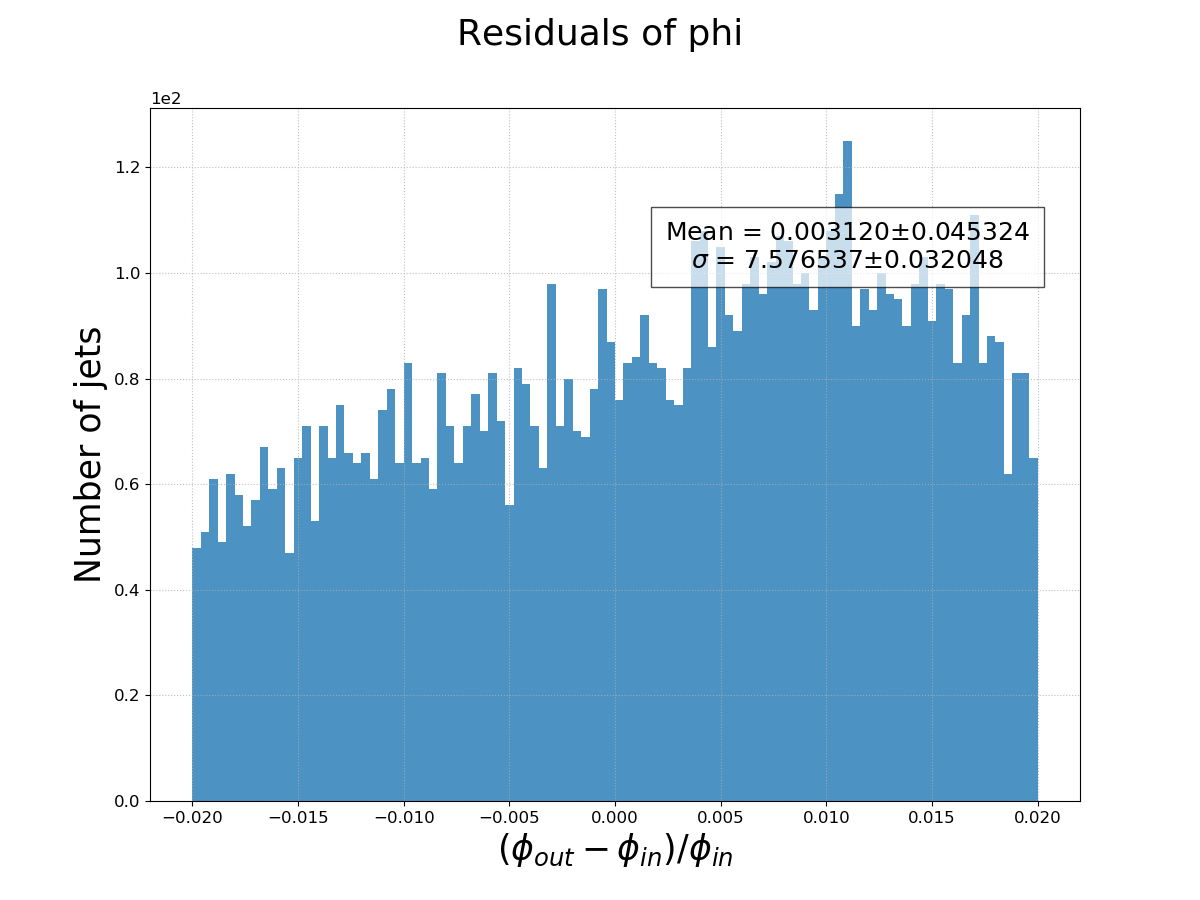 Residuals of phi
1e2
1.2
1.0
0.8
0.6
0.4
0.2
0.0
Number of jets
Mean = 0.003120±0.045324
σ = 7.576537±0.032048
−0.020 −0.015 −0.010 −0.005 0.000 0.005 0.010 0.015 0.020
(ϕout − ϕin)/ϕin